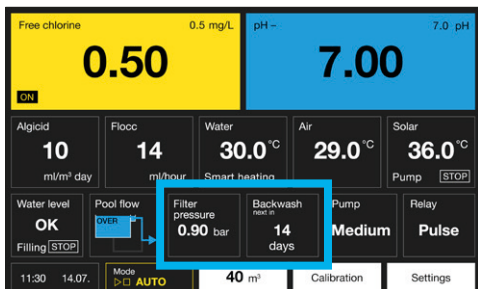 Free chlorine 0.5 mg/L
0.50
ON
pH – 7.0 pH
7.00
Algicid
10
ml/m³ day
Flocc
14
ml/hour
Water
30.0°C
Smart heating
Air
29.0°C
Solar
36.0°C
Pump STOP
Water level
OK
Filling STOP
Pool flow
OVER
Filter
pressure
0.90 bar
Backwash
next in
14
days
Pump
Medium
Relay
Pulse
11:30 14.07.
Mode
AUTO
40 m³
Calibration
Settings